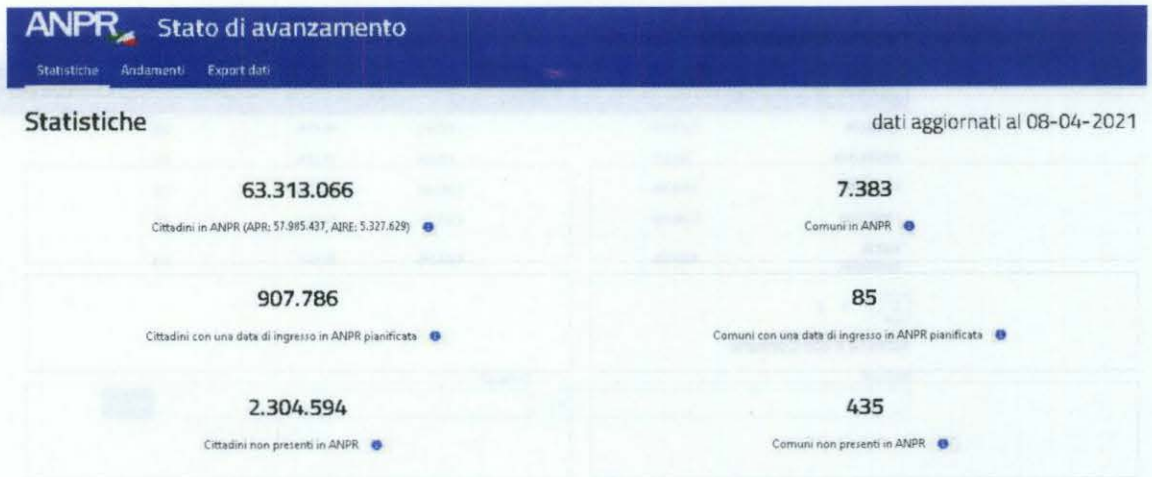 ANPR Stato di avanzamento
Statistiche Andamenti Export dati
Statistiche dati aggiornati al 08-04-2021
63.313.066
Cittadini in ANPR (APR: 57.985.437, AIRE: 5.327.629)
7.383
Comuni in ANPR
907.786
Cittadini con una data di ingresso in ANPR pianificata
85
Comuni con una data di ingresso in ANPR pianificata
2.304.594
Cittadini non presenti in ANPR
435
Comuni non presenti in ANPR